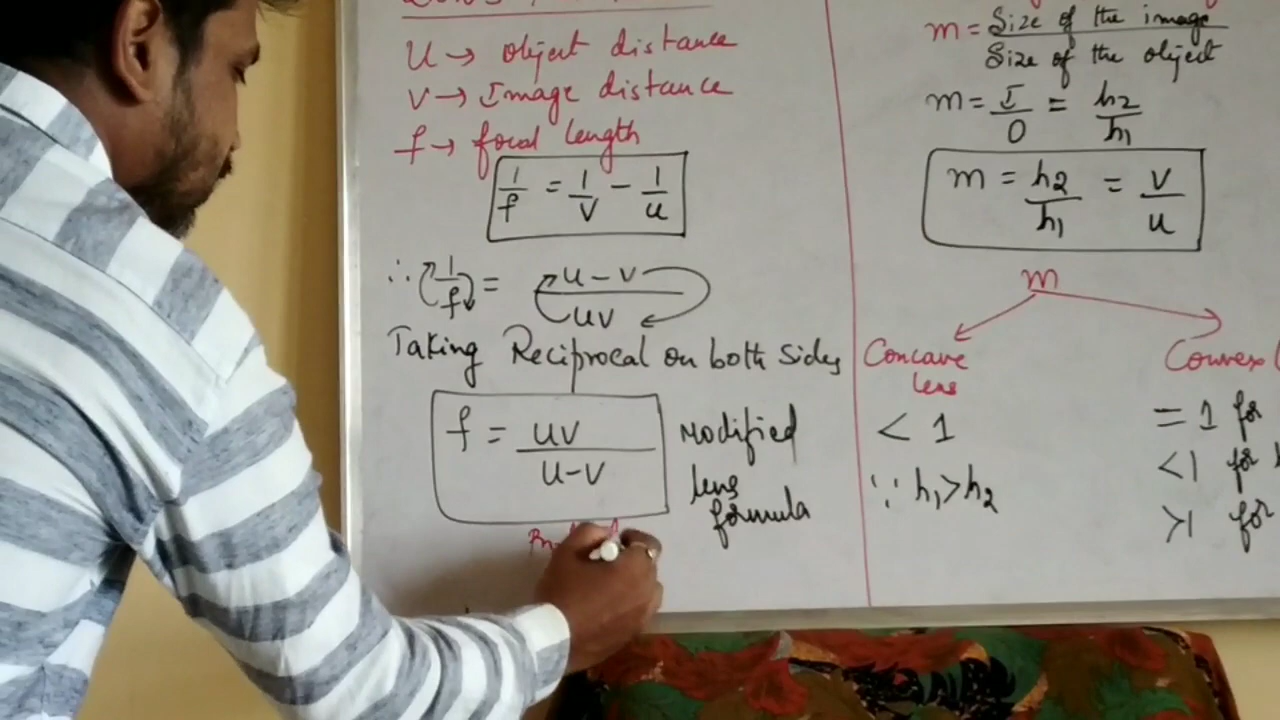 U → object distance
V → Image distance
f → focal length
1/f = 1/v - 1/u
∴ 1/f = u-v/uv
Taking Reciprocal on both sides
f = uv/u-v
Modified
lens
formula
m = Size of the image/Size of the object
m = I/O = h2/h1
m = h2/h1 = v/u
m
Concave
lens
< 1
∵ h1 > h2
Convex
= 1 for
<1 for
>1 for